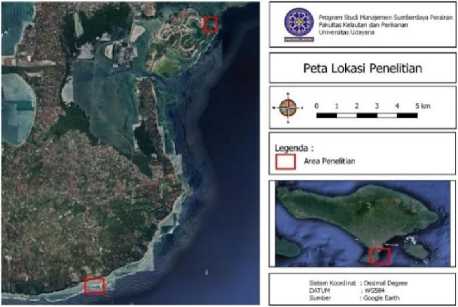 Program Studi Manajemen Sumberdaya Perairan
Fakultas Kelautan dan Perikanan
Universitas Udayana
Peta Lokasi Penelitian
0 1 2 3 4 5 km
Legenda :
Area Penelitian
Sistem Koordinat : Desimal Degree
DATUM : WGS84
Sumber : Google Earth